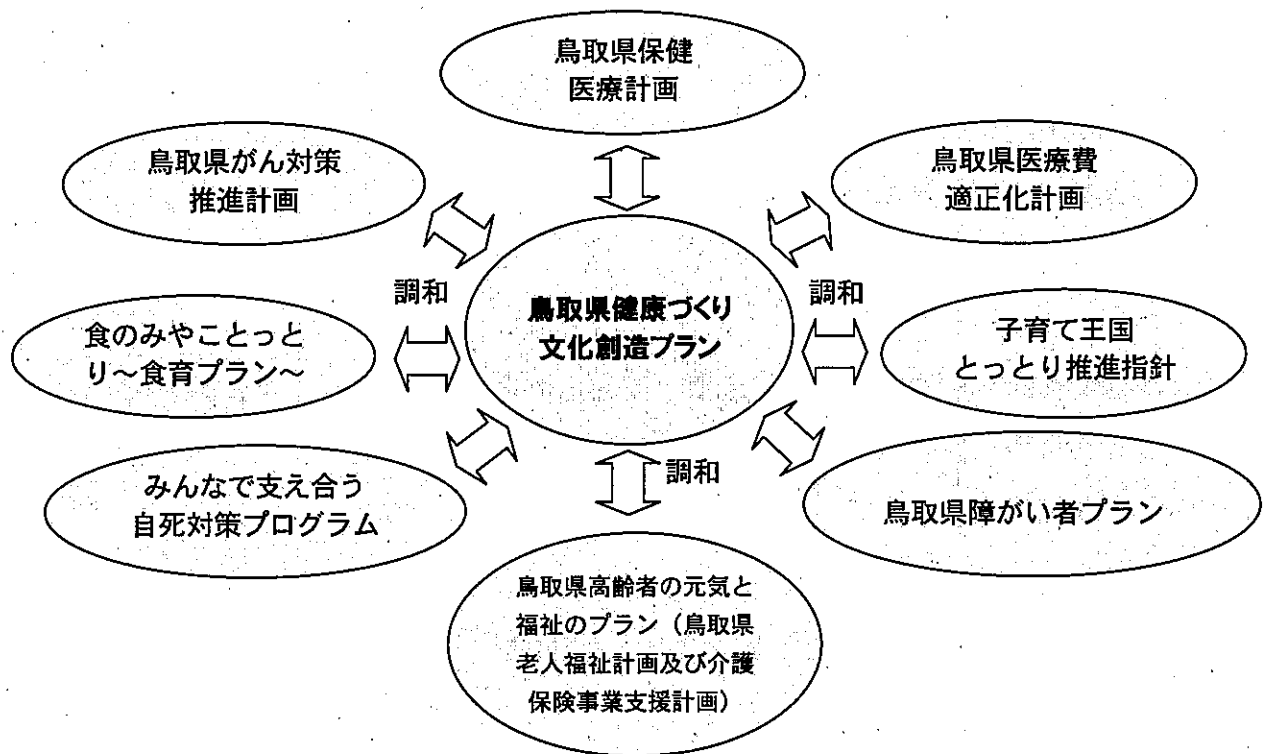 鳥取県保健
医療計画
鳥取県がん対策
推進計画
鳥取県医療費
適正化計画
調和
鳥取県健康づくり
文化創造プラン
調和
食のみやことっと
り～食育プラン～
子育て王国
とっとり推進指針
みんなで支え合う
自死対策プログラム
調和
鳥取県障がい者プラン
鳥取県高齢者の元気と
福祉のプラン（鳥取県
老人福祉計画及び介護
保険事業支援計画）